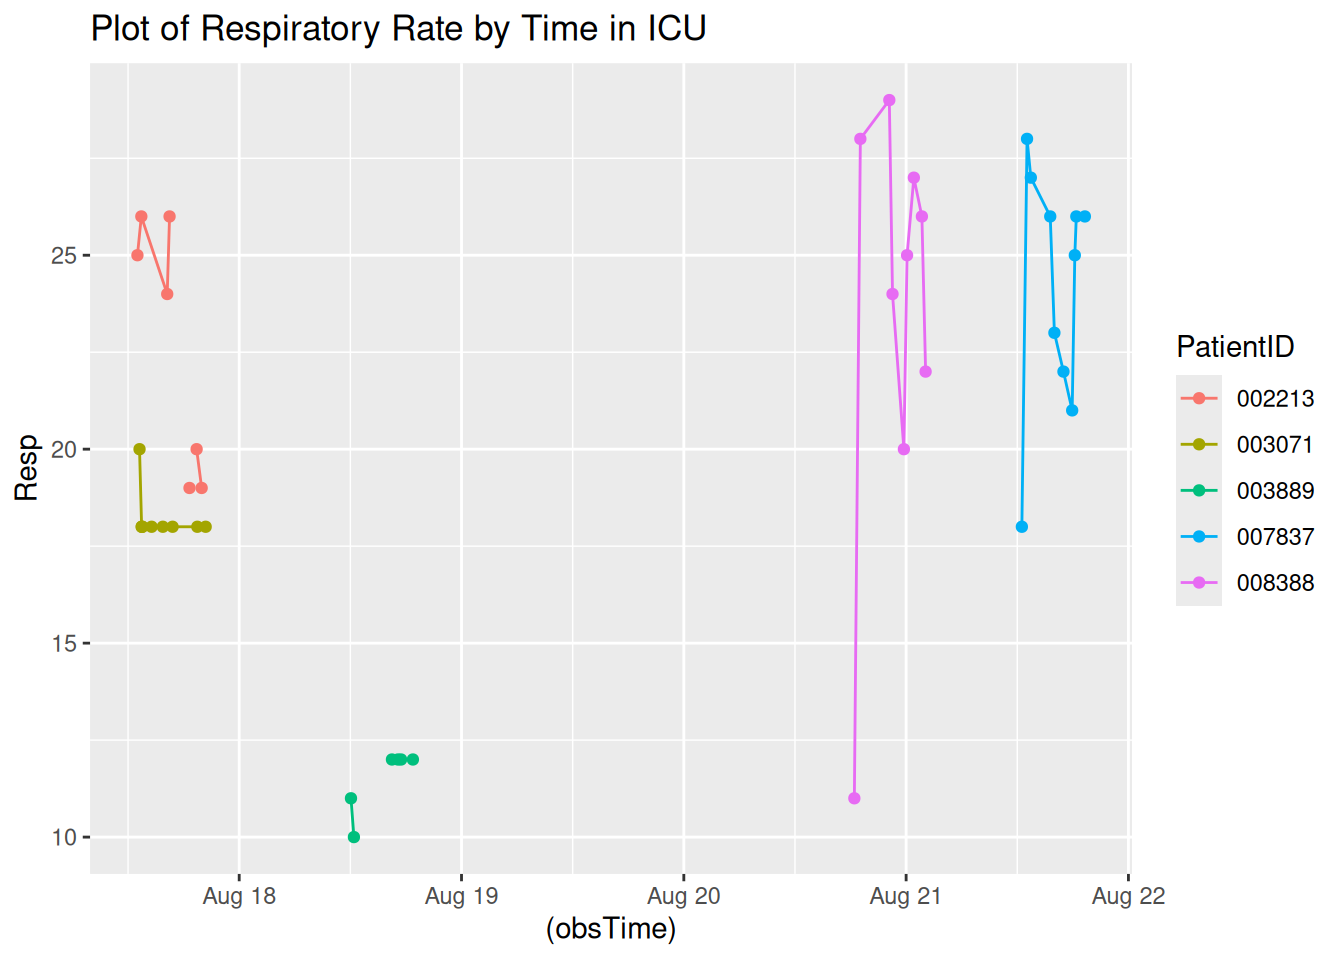 Plot of Respiratory Rate by Time in ICU
25
20
15
10
Resp
Aug 18 Aug 19 Aug 20 Aug 21 Aug 22
(obsTime)
PatientID
002213
003071
003889
007837
008388